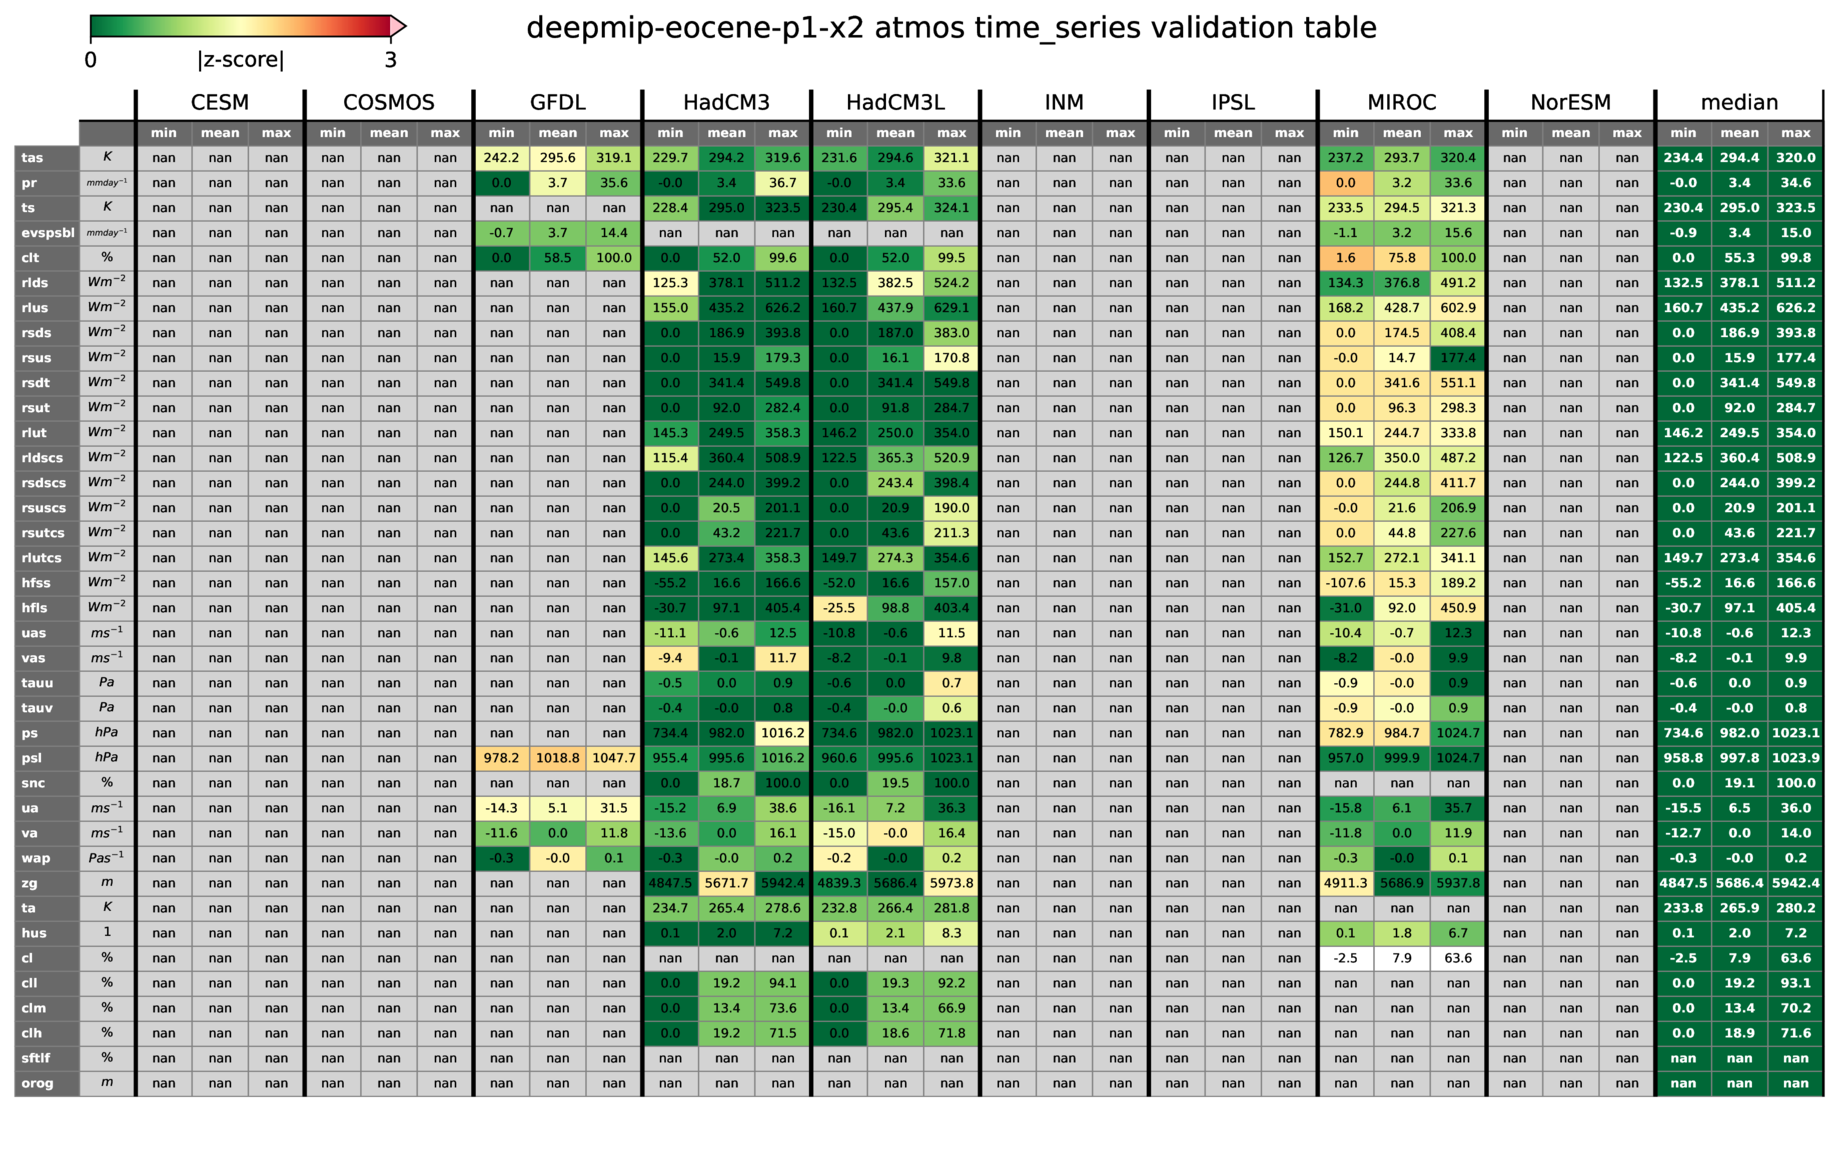 deepmip-eocene-p1-x2 atmos time_series validation table
0 |z-score| 3
CESM COSMOS GFDL HadCM3 HadCM3L INM IPSL MIROC NorESM median
min mean max min mean max min mean max min mean max min mean max min mean max min mean max min mean max min mean max min mean max
tas K nan nan nan nan nan nan 242.2 295.6 319.1 229.7 294.2 319.6 231.6 294.6 321.1 nan nan nan nan nan nan 237.2 293.7 320.4 nan nan nan 234.4 294.4 320.0
pr mmday⁻¹ nan nan nan nan nan nan 0.0 3.7 35.6 -0.0 3.4 36.7 -0.0 3.4 33.6 nan nan nan nan nan nan 0.0 3.2 33.6 nan nan nan -0.0 3.4 34.6
ts K nan nan nan nan nan nan nan nan nan 228.4 295.0 323.5 230.4 295.4 324.1 nan nan nan nan nan nan 233.5 294.5 321.3 nan nan nan 230.4 295.0 323.5
evspsbl mmday⁻¹ nan nan nan nan nan nan -0.7 3.7 14.4 nan nan nan nan nan nan nan nan nan nan nan nan -1.1 3.2 15.6 nan nan nan -0.9 3.4 15.0
clt % nan nan nan nan nan nan 0.0 58.5 100.0 0.0 52.0 99.6 0.0 52.0 99.5 nan nan nan nan nan nan 1.6 75.8 100.0 nan nan nan 0.0 55.3 99.8
rlds Wm⁻² nan nan nan nan nan nan nan nan nan 125.3 378.1 511.2 132.5 382.5 524.2 nan nan nan nan nan nan 134.3 376.8 491.2 nan nan nan 132.5 378.1 511.2
rlus Wm⁻² nan nan nan nan nan nan nan nan nan 155.0 435.2 626.2 160.7 437.9 629.1 nan nan nan nan nan nan 168.2 428.7 602.9 nan nan nan 160.7 435.2 626.2
rsds Wm⁻² nan nan nan nan nan nan nan nan nan 0.0 186.9 393.8 0.0 187.0 383.0 nan nan nan nan nan nan 0.0 174.5 408.4 nan nan nan 0.0 186.9 393.8
rsus Wm⁻² nan nan nan nan nan nan nan nan nan 0.0 15.9 179.3 0.0 16.1 170.8 nan nan nan nan nan nan -0.0 14.7 177.4 nan nan nan 0.0 15.9 177.4
rsdt Wm⁻² nan nan nan nan nan nan nan nan nan 0.0 341.4 549.8 0.0 341.4 549.8 nan nan nan nan nan nan 0.0 341.6 551.1 nan nan nan 0.0 341.4 549.8
rsut Wm⁻² nan nan nan nan nan nan nan nan nan 0.0 92.0 282.4 0.0 91.8 284.7 nan nan nan nan nan nan 0.0 96.3 298.3 nan nan nan 0.0 92.0 284.7
rlut Wm⁻² nan nan nan nan nan nan nan nan nan 145.3 249.5 358.3 146.2 250.0 354.0 nan nan nan nan nan nan 150.1 244.7 333.8 nan nan nan 146.2 249.5 354.0
rldscs Wm⁻² nan nan nan nan nan nan nan nan nan 115.4 360.4 508.9 122.5 365.3 520.9 nan nan nan nan nan nan 126.7 350.0 487.2 nan nan nan 122.5 360.4 508.9
rsdscs Wm⁻² nan nan nan nan nan nan nan nan nan 0.0 244.0 399.2 0.0 243.4 398.4 nan nan nan nan nan nan 0.0 244.8 411.7 nan nan nan 0.0 244.0 399.2
rsuscs Wm⁻² nan nan nan nan nan nan nan nan nan 0.0 20.5 201.1 0.0 20.9 190.0 nan nan nan nan nan nan -0.0 21.6 206.9 nan nan nan 0.0 20.9 201.1
rsutcs Wm⁻² nan nan nan nan nan nan nan nan nan 0.0 43.2 221.7 0.0 43.6 211.3 nan nan nan nan nan nan 0.0 44.8 227.6 nan nan nan 0.0 43.6 221.7
rlutcs Wm⁻² nan nan nan nan nan nan nan nan nan 145.6 273.4 358.3 149.7 274.3 354.6 nan nan nan nan nan nan 152.7 272.1 341.1 nan nan nan 149.7 273.4 354.6
hfss Wm⁻² nan nan nan nan nan nan nan nan nan -55.2 16.6 166.6 -52.0 16.6 157.0 nan nan nan nan nan nan -107.6 15.3 189.2 nan nan nan -55.2 16.6 166.6
hfls Wm⁻² nan nan nan nan nan nan nan nan nan -30.7 97.1 405.4 -25.5 98.8 403.4 nan nan nan nan nan nan -31.0 92.0 450.9 nan nan nan -30.7 97.1 405.4
uas ms⁻¹ nan nan nan nan nan nan nan nan nan -11.1 -0.6 12.5 -10.8 -0.6 11.5 nan nan nan nan nan nan -10.4 -0.7 12.3 nan nan nan -10.8 -0.6 12.3
vas ms⁻¹ nan nan nan nan nan nan nan nan nan -9.4 -0.1 11.7 -8.2 -0.1 9.8 nan nan nan nan nan nan -8.2 -0.0 9.9 nan nan nan -8.2 -0.1 9.9
tauu Pa nan nan nan nan nan nan nan nan nan -0.5 0.0 0.9 -0.6 0.0 0.7 nan nan nan nan nan nan -0.9 -0.0 0.9 nan nan nan -0.6 0.0 0.9
tauv Pa nan nan nan nan nan nan nan nan nan -0.4 -0.0 0.8 -0.4 -0.0 0.6 nan nan nan nan nan nan -0.9 -0.0 0.9 nan nan nan -0.4 -0.0 0.8
ps hPa nan nan nan nan nan nan nan nan nan 734.4 982.0 1016.2 734.6 982.0 1023.1 nan nan nan nan nan nan 782.9 984.7 1024.7 nan nan nan 734.6 982.0 1023.1
psl hPa nan nan nan nan nan nan 978.2 1018.8 1047.7 955.4 995.6 1016.2 960.6 995.6 1023.1 nan nan nan nan nan nan 957.0 999.9 1024.7 nan nan nan 958.8 997.8 1023.9
snc % nan nan nan nan nan nan nan nan nan 0.0 18.7 100.0 0.0 19.5 100.0 nan nan nan nan nan nan nan nan nan nan nan nan 0.0 19.1 100.0
ua ms⁻¹ nan nan nan nan nan nan -14.3 5.1 31.5 -15.2 6.9 38.6 -16.1 7.2 36.3 nan nan nan nan nan nan -15.8 6.1 35.7 nan nan nan -15.5 6.5 36.0
va ms⁻¹ nan nan nan nan nan nan -11.6 0.0 11.8 -13.6 0.0 16.1 -15.0 -0.0 16.4 nan nan nan nan nan nan -11.8 0.0 11.9 nan nan nan -12.7 0.0 14.0
wap Pas⁻¹ nan nan nan nan nan nan -0.3 -0.0 0.1 -0.3 -0.0 0.2 -0.2 -0.0 0.2 nan nan nan nan nan nan -0.3 -0.0 0.1 nan nan nan -0.3 -0.0 0.2
zg m nan nan nan nan nan nan nan nan nan 4847.5 5671.7 5942.4 4839.3 5686.4 5973.8 nan nan nan nan nan nan 4911.3 5686.9 5937.8 nan nan nan 4847.5 5686.4 5942.4
ta K nan nan nan nan nan nan nan nan nan 234.7 265.4 278.6 232.8 266.4 281.8 nan nan nan nan nan nan nan nan nan nan nan nan 233.8 265.9 280.2
hus 1 nan nan nan nan nan nan nan nan nan 0.1 2.0 7.2 0.1 2.1 8.3 nan nan nan nan nan nan 0.1 1.8 6.7 nan nan nan 0.1 2.0 7.2
cl % nan nan nan nan nan nan nan nan nan nan nan nan nan nan nan nan nan nan nan nan nan -2.5 7.9 63.6 nan nan nan -2.5 7.9 63.6
cll % nan nan nan nan nan nan nan nan nan 0.0 19.2 94.1 0.0 19.3 92.2 nan nan nan nan nan nan nan nan nan nan nan nan 0.0 19.2 93.1
clm % nan nan nan nan nan nan nan nan nan 0.0 13.4 73.6 0.0 13.4 66.9 nan nan nan nan nan nan nan nan nan nan nan nan 0.0 13.4 70.2
clh % nan nan nan nan nan nan nan nan nan 0.0 19.2 71.5 0.0 18.6 71.8 nan nan nan nan nan nan nan nan nan nan nan nan 0.0 18.9 71.6
sftlf % nan nan nan nan nan nan nan nan nan nan nan nan nan nan nan nan nan nan nan nan nan nan nan nan nan nan nan nan nan nan
orog m nan nan nan nan nan nan nan nan nan nan nan nan nan nan nan nan nan nan nan nan nan nan nan nan nan nan nan nan nan nan